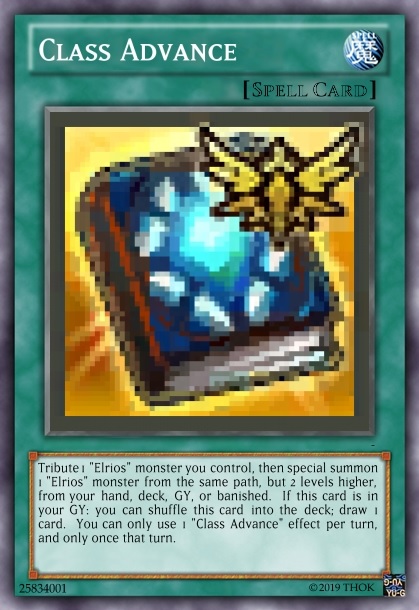 Class Advance
魔
[Spell Card]
Tribute 1 "Elrios" monster you control, then special summon
1 "Elrios" monster from the same path, but 2 levels higher,
from your hand, deck, GY, or banished. If this card is in
your GY: you can shuffle this card into the deck; draw 1
card. You can only use 1 "Class Advance" effect per turn,
and only once that turn.
25834001
©2019 THOK